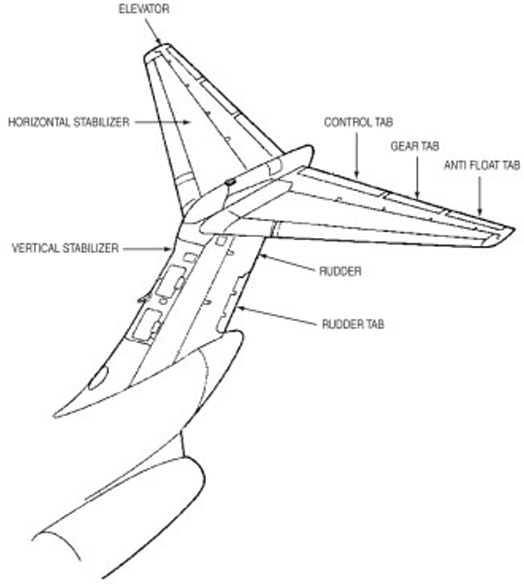 ELEVATOR
HORIZONTAL STABILIZER
CONTROL TAB
GEAR TAB
ANTI FLOAT TAB
VERTICAL STABILIZER
RUDDER
RUDDER TAB